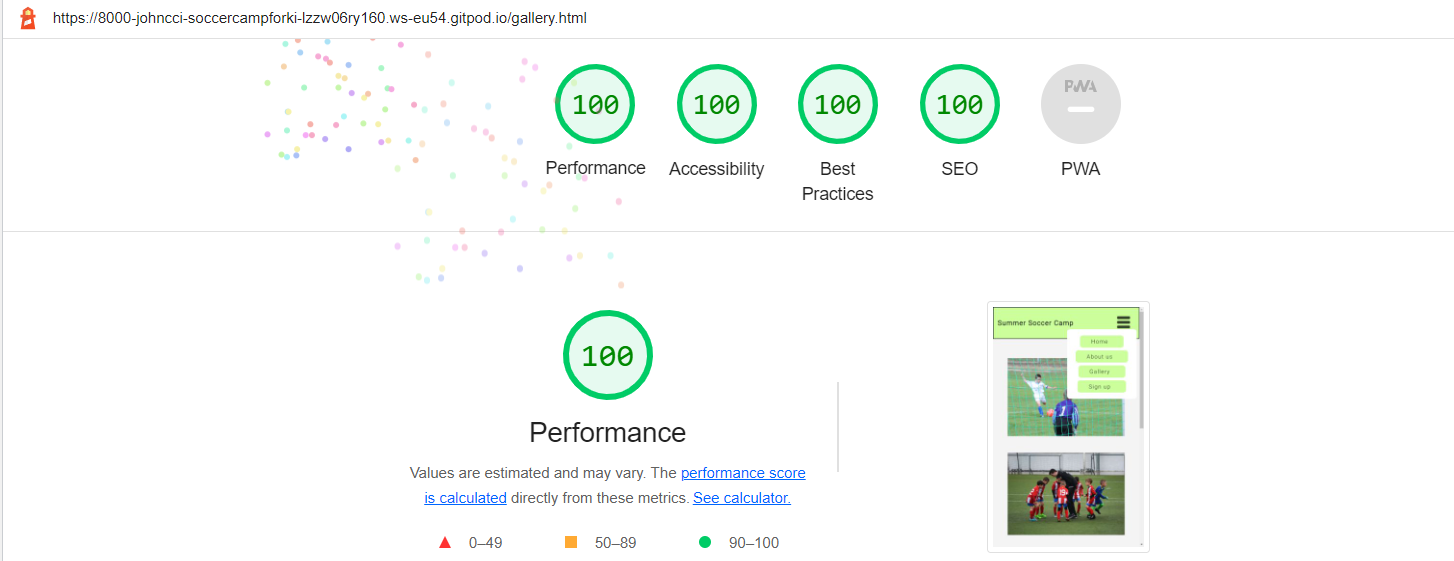 https://8000-johncci-soccercampforki-lzzw06ry160.ws-eu54.gitpod.io/gallery.html
100
100
100
100
PWA
Performance
Accessibility
Best
Practices
SEO
PWA
100
Performance
Values are estimated and may vary. The performance score
is calculated directly from these metrics. See calculator.
0–49
50–89
90–100
Summer Soccer Camp
Home
About us
Gallery
Sign up